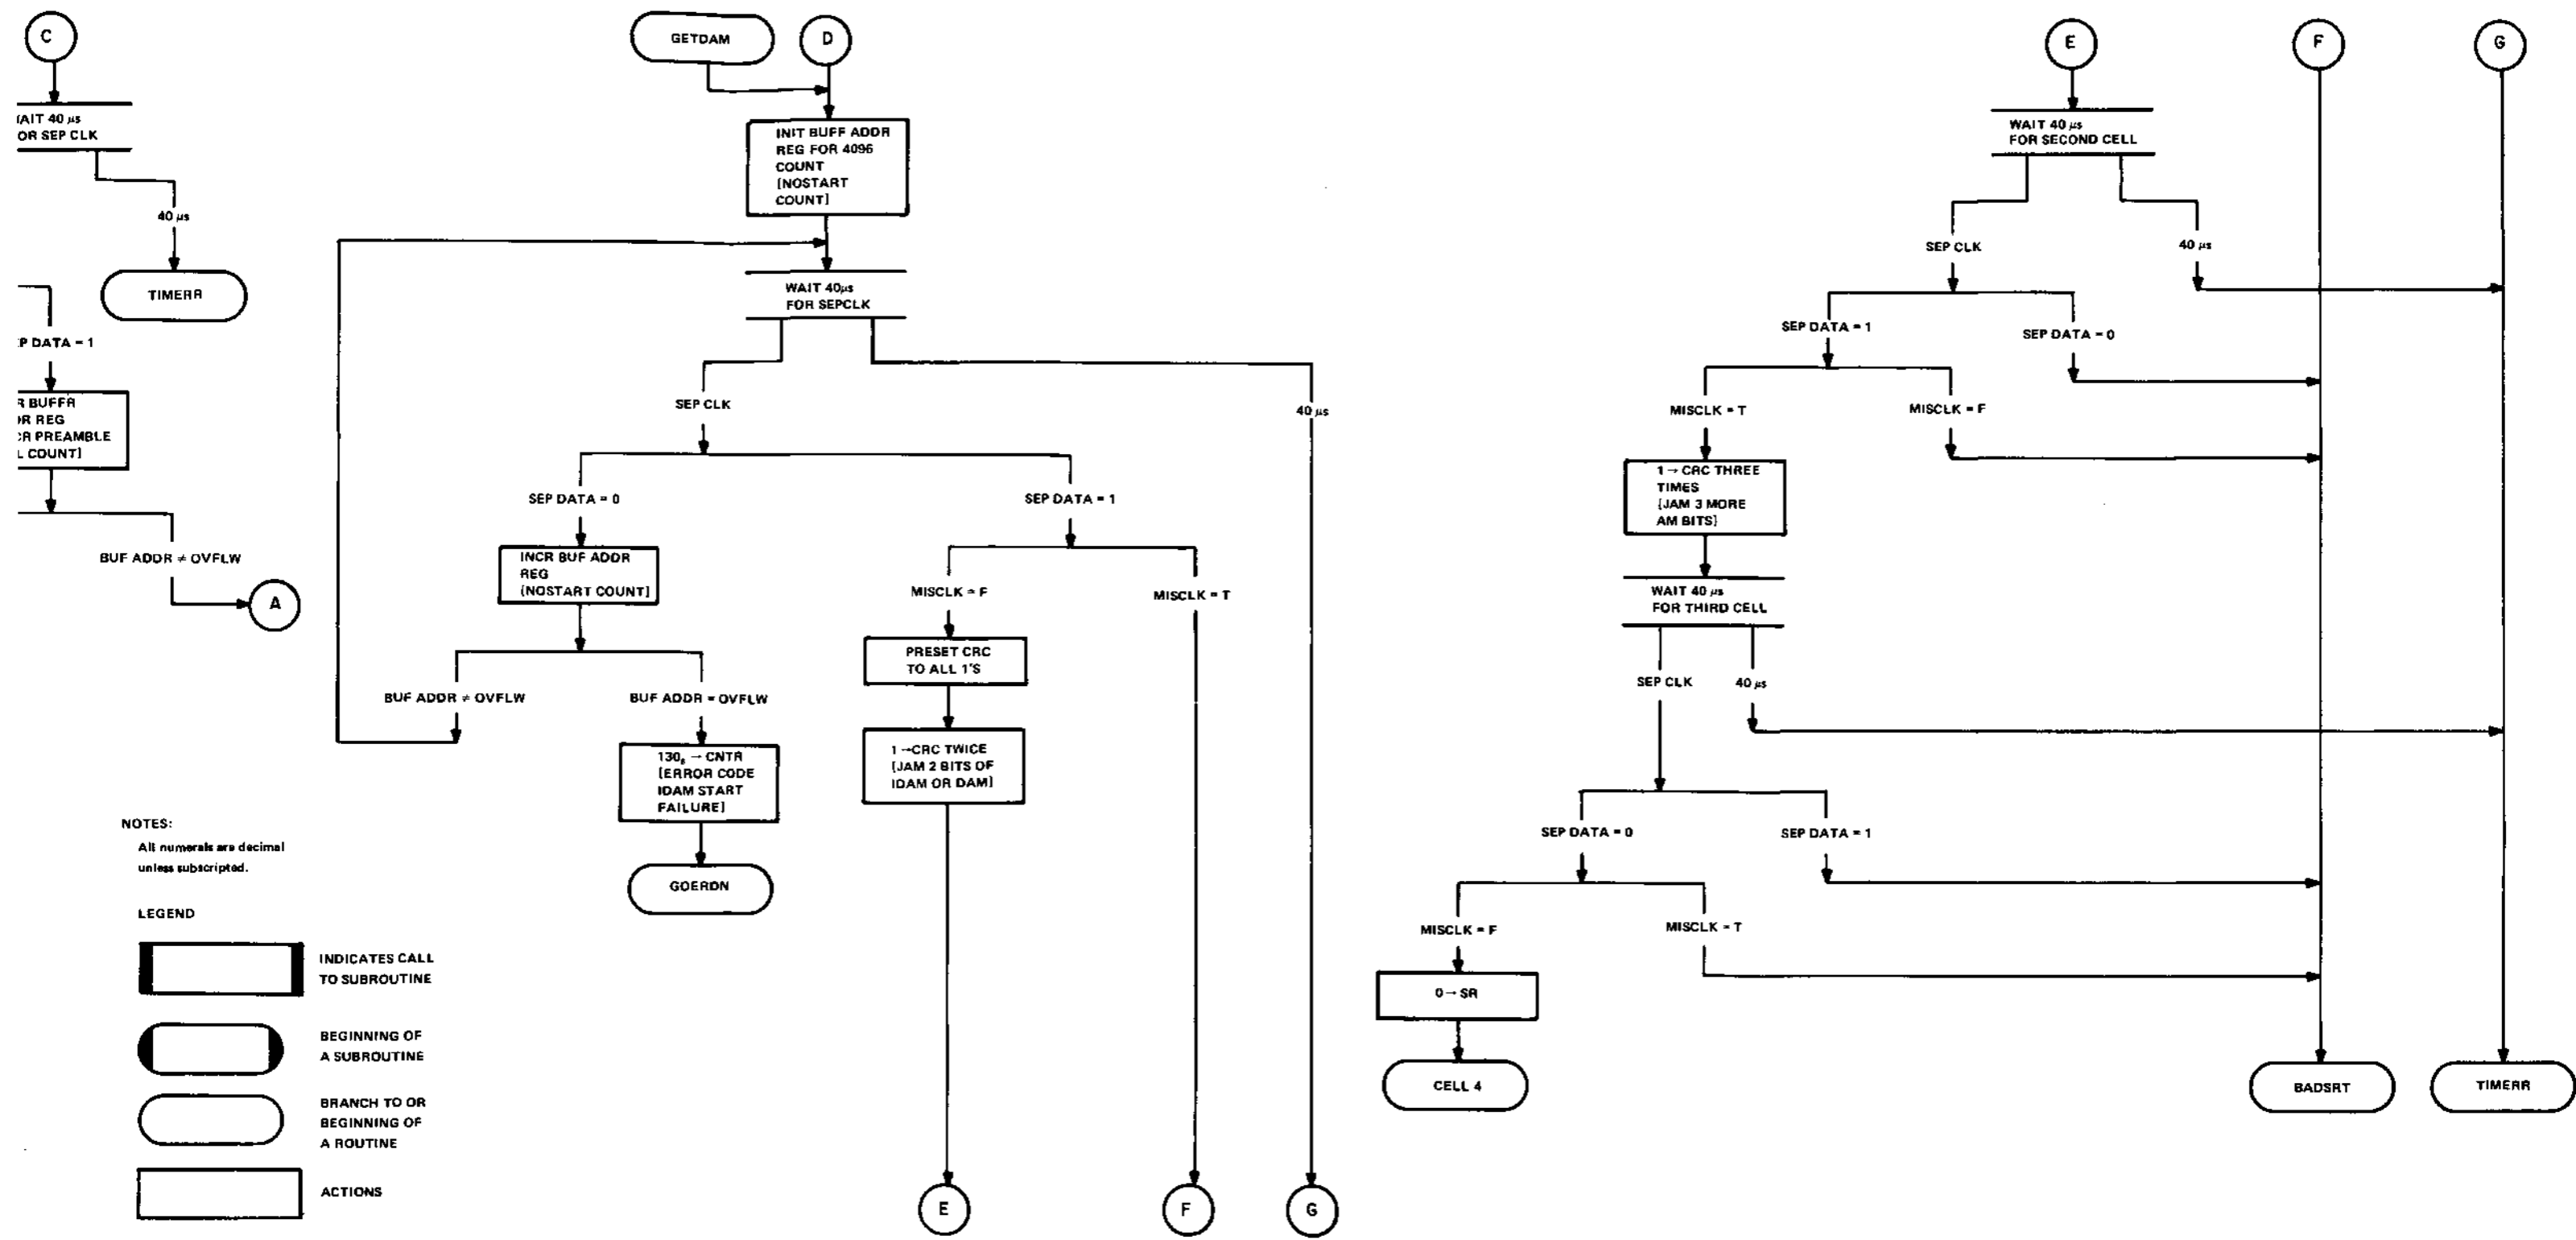 C
40 μs
OR SEP CLK
40 μs
TIMERR
DATA = 1
BUFFR
REG
PREAMBLE
COUNT]
BUF ADDR ≠ OVFLW
A
NOTES:
All numerals are decimal
unless subscripted.
LEGEND
INDICATES CALL
TO SUBROUTINE
BEGINNING OF
A SUBROUTINE
BRANCH TO OR
BEGINNING OF
A ROUTINE
ACTIONS
GETDAM
D
INIT BUFF ADDR
REG FOR 4096
COUNT
[NOSTART
COUNT]
WAIT 40μs
FOR SEPCLK
SEP CLK
40 μs
SEP DATA = 0
SEP DATA = 1
INCR BUF ADDR
REG
(NOSTART COUNT]
MISCLK = F
MISCLK = T
BUF ADDR ≠ OVFLW
BUF ADDR = OVFLW
PRESET CRC
TO ALL 1'S
130₈ → CNTR
[ERROR CODE
IDAM START
FAILURE]
1 →CRC TWICE
[JAM 2 BITS OF
IDAM OR DAM]
GOERDN
E
F
G
E
F
G
WAIT 40 μs
FOR SECOND CELL
SEP CLK
40 μs
SEP DATA = 1
SEP DATA = 0
MISCLK = T
MISCLK = F
1 → CRC THREE
TIMES
[JAM 3 MORE
AM BITS]
WAIT 40 μs
FOR THIRD CELL
SEP CLK
40 μs
SEP DATA = 0
SEP DATA = 1
MISCLK = F
MISCLK = T
0 → SR
CELL 4
BADSRT
TIMERR